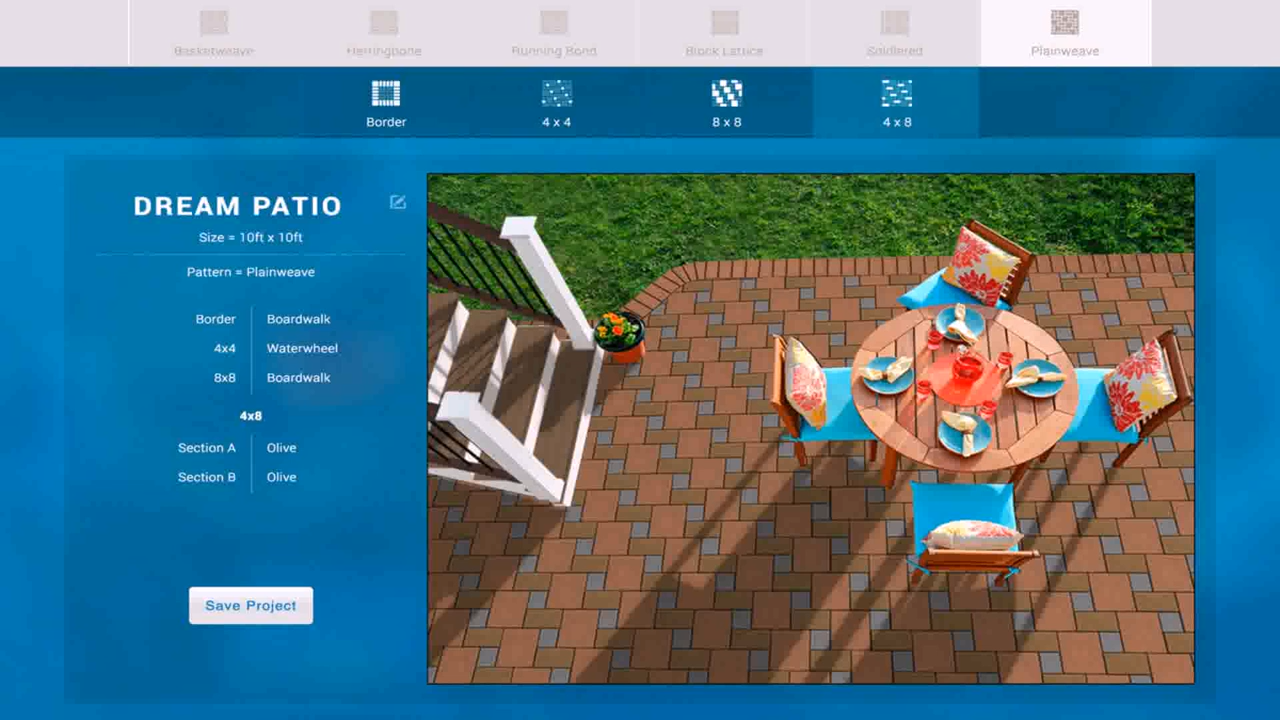 Basketweave
Herringbone
Running Bond
Block Lattice
Soldiered
Plainweave
Border
4 x 4
8 x 8
4 x 8
DREAM PATIO
Size = 10ft x 10ft
Pattern = Plainweave
Border Boardwalk
4x4 Waterwheel
8x8 Boardwalk
4x8
Section A Olive
Section B Olive
Save Project